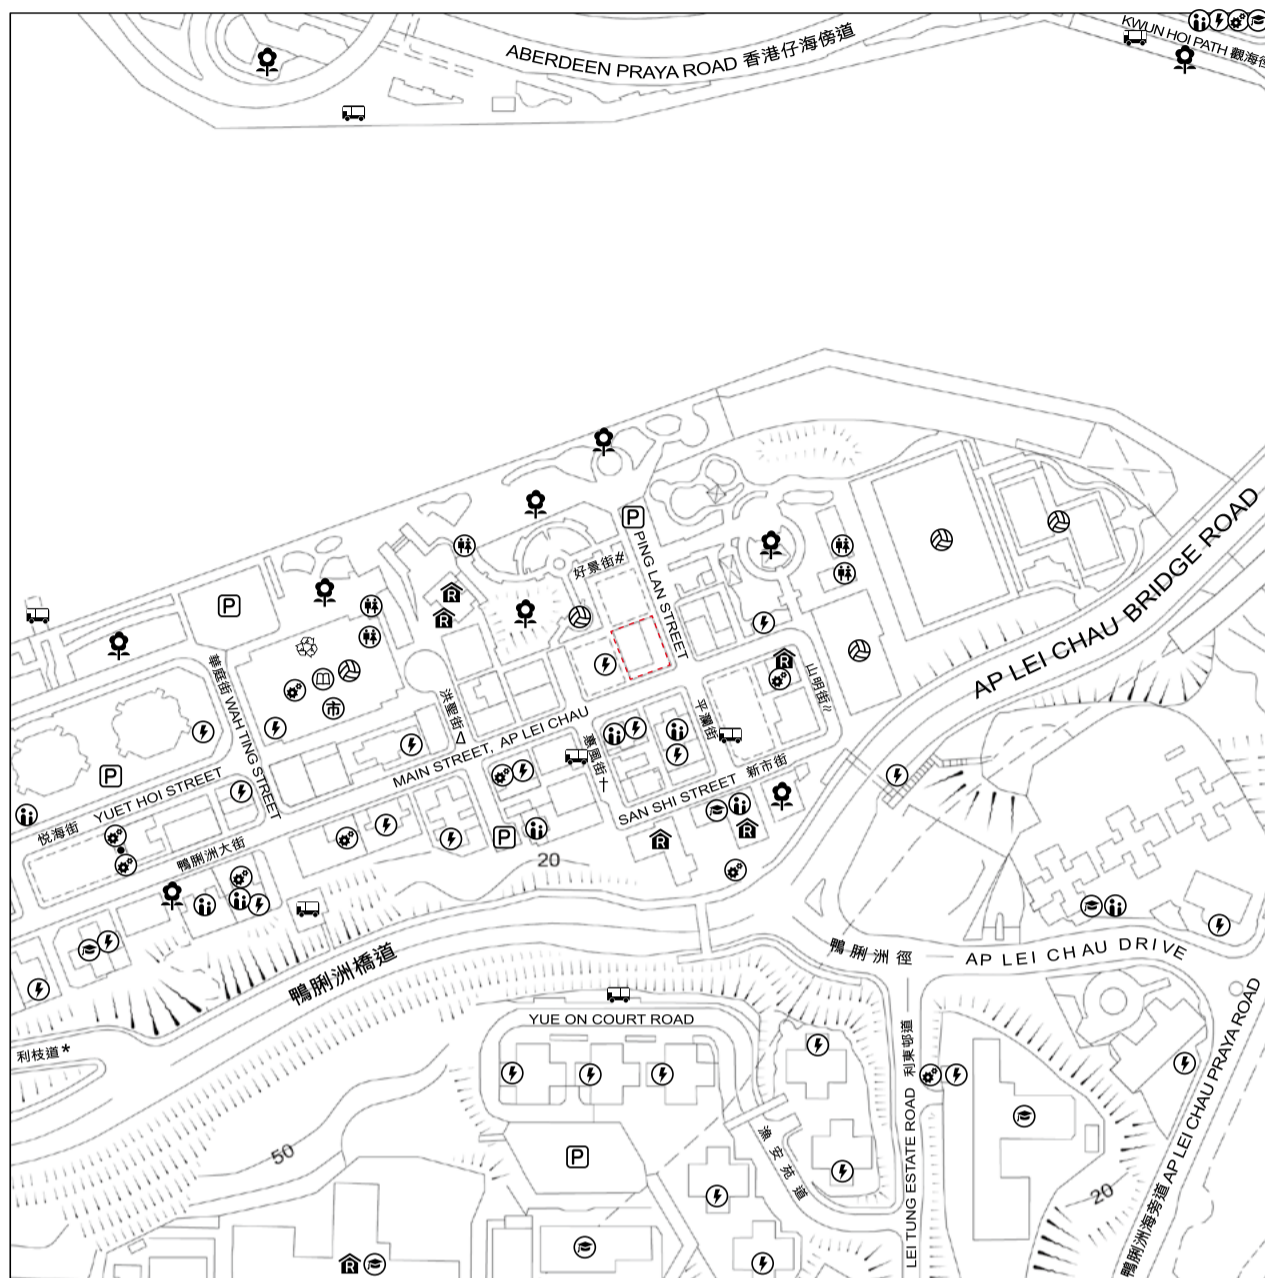 ABERDEEN PRAYA ROAD 香港仔海傍道
KWUN HOI PATH 觀海徑
P
PING LAN STREET
好景街#
AP LEI CHAU BRIDGE ROAD
P
R
R
R
華庭街 WAH TING STREET
洪聖街△
市
山明街//
平瀾街
惠風街†
MAIN STREET, AP LEI CHAU
SAN SHI STREET 新市街
P
悅海街 YUET HOI STREET
鴨脷洲大街
P
R
R
20
鴨脷洲橋道
鴨脷洲徑
AP LEI CHAU DRIVE
利枝道*
YUE ON COURT ROAD
50
P
漁安苑道
LEI TUNG ESTATE ROAD 利東邨道
20
鴨脷洲海旁道 AP LEI CHAU PRAYA ROAD
R